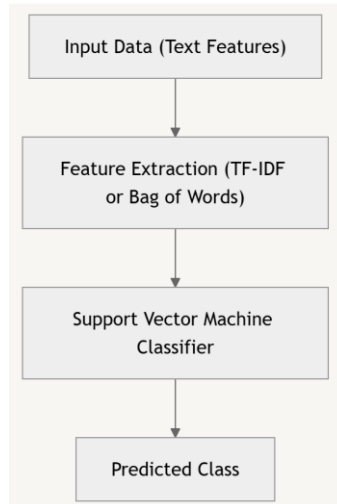 Input Data (Text Features)
Feature Extraction (TF-IDF
or Bag of Words)
Support Vector Machine
Classifier
Predicted Class